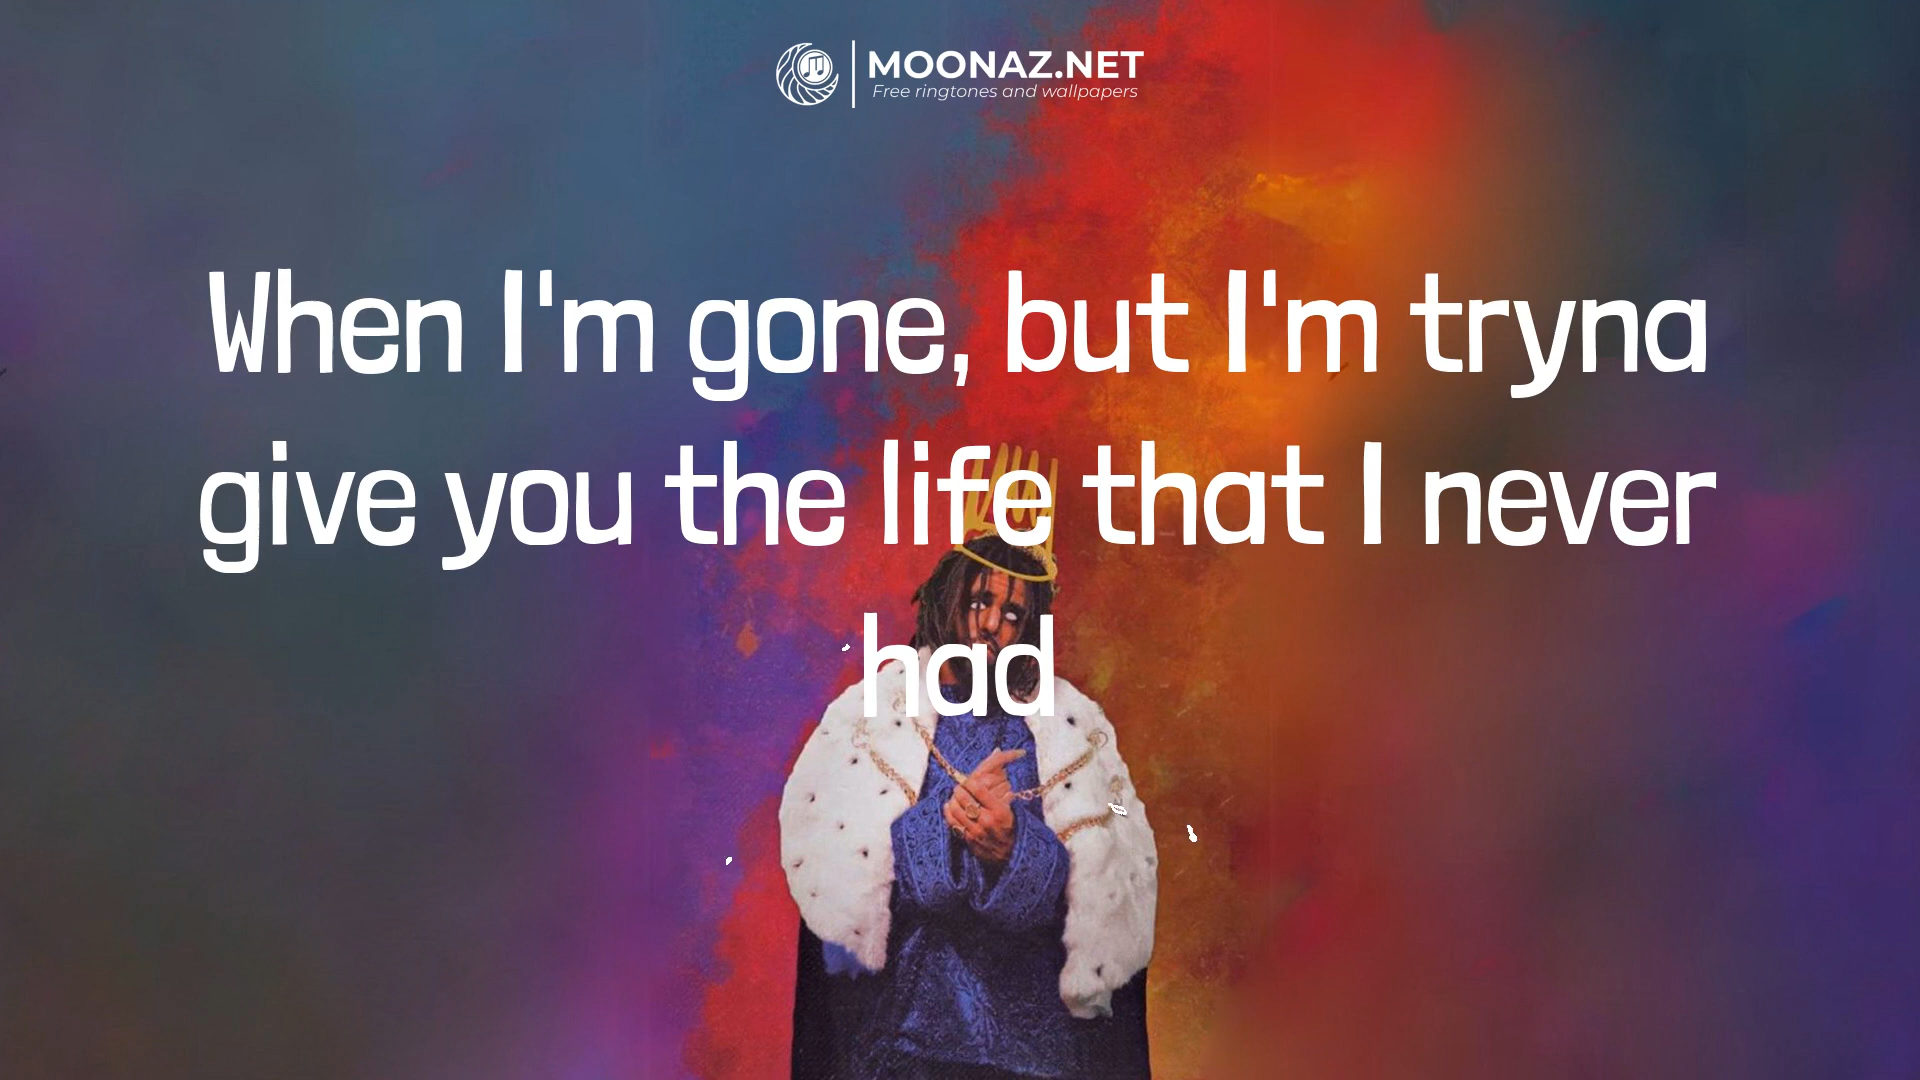 MOONAZ.NET
Free ringtones and wallpapers
When I'm gone, but I'm tryna
give you the life that I never
had